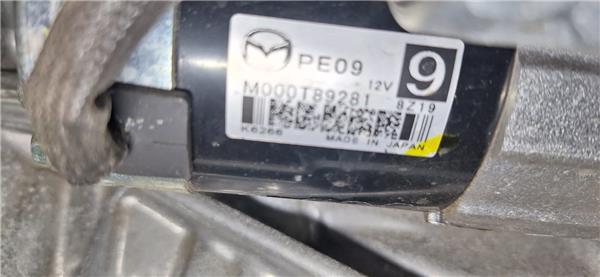 PE09
12V
9
M000T89281
8Z19
K6266
MADE IN JAPAN